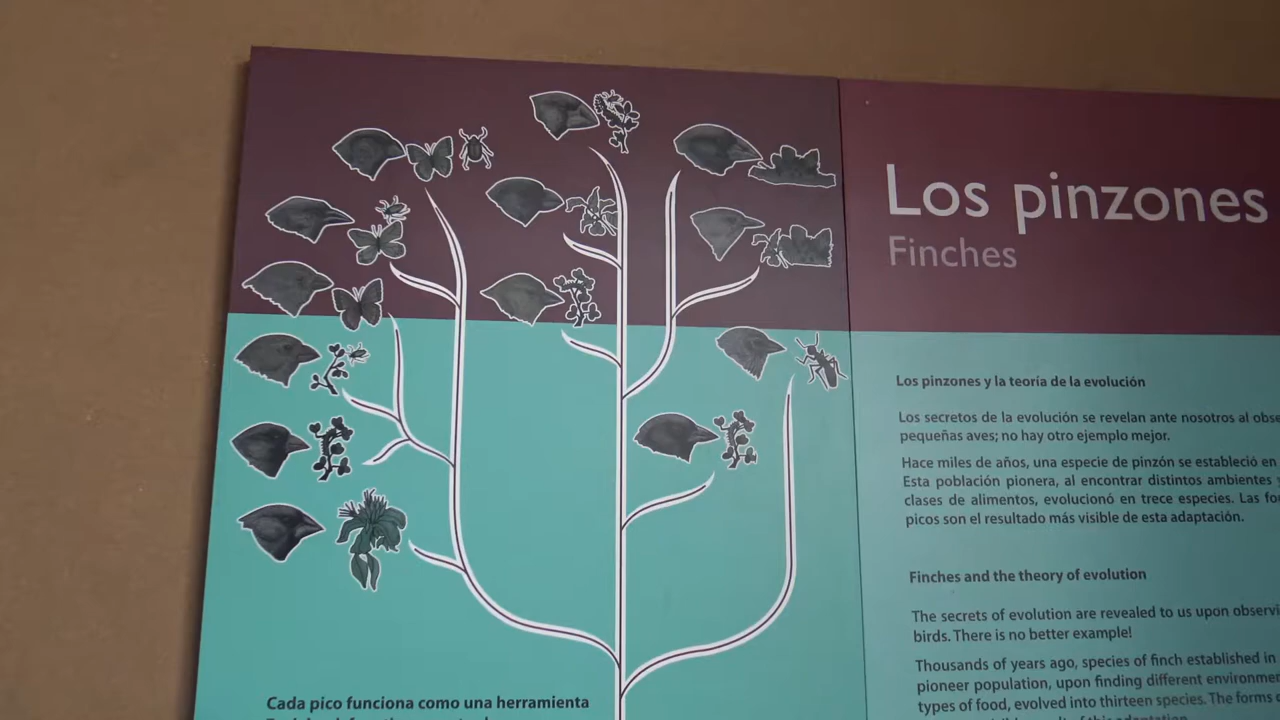 Los pinzones
Finches
Los pinzones y la teoría de la evolución
Los secretos de la evolución se revelan ante nosotros al
pequeñas aves; no hay otro ejemplo mejor.
Hace miles de años, una especie de pinzón se estableció en
Esta población pionera, al encontrar distintos ambientes
clases de alimentos, evolucionó en trece especies. Las
picos son el resultado más visible de esta adaptación.
Finches and the theory of evolution
The secrets of evolution are revealed to us upon
birds. There is no better example!
Thousands of years ago, species of finch established in
pioneer population, upon finding different
types of food, evolved into thirteen species. The forms
Cada pico funciona como una herramienta